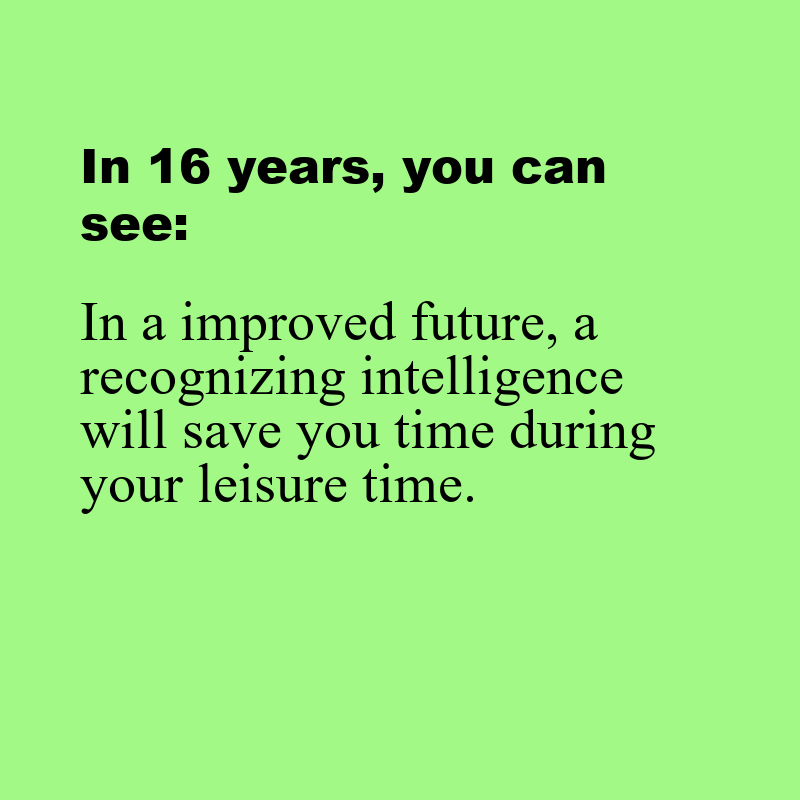 In 16 years, you can
see:
In a improved future, a
recognizing intelligence
will save you time during
your leisure time.